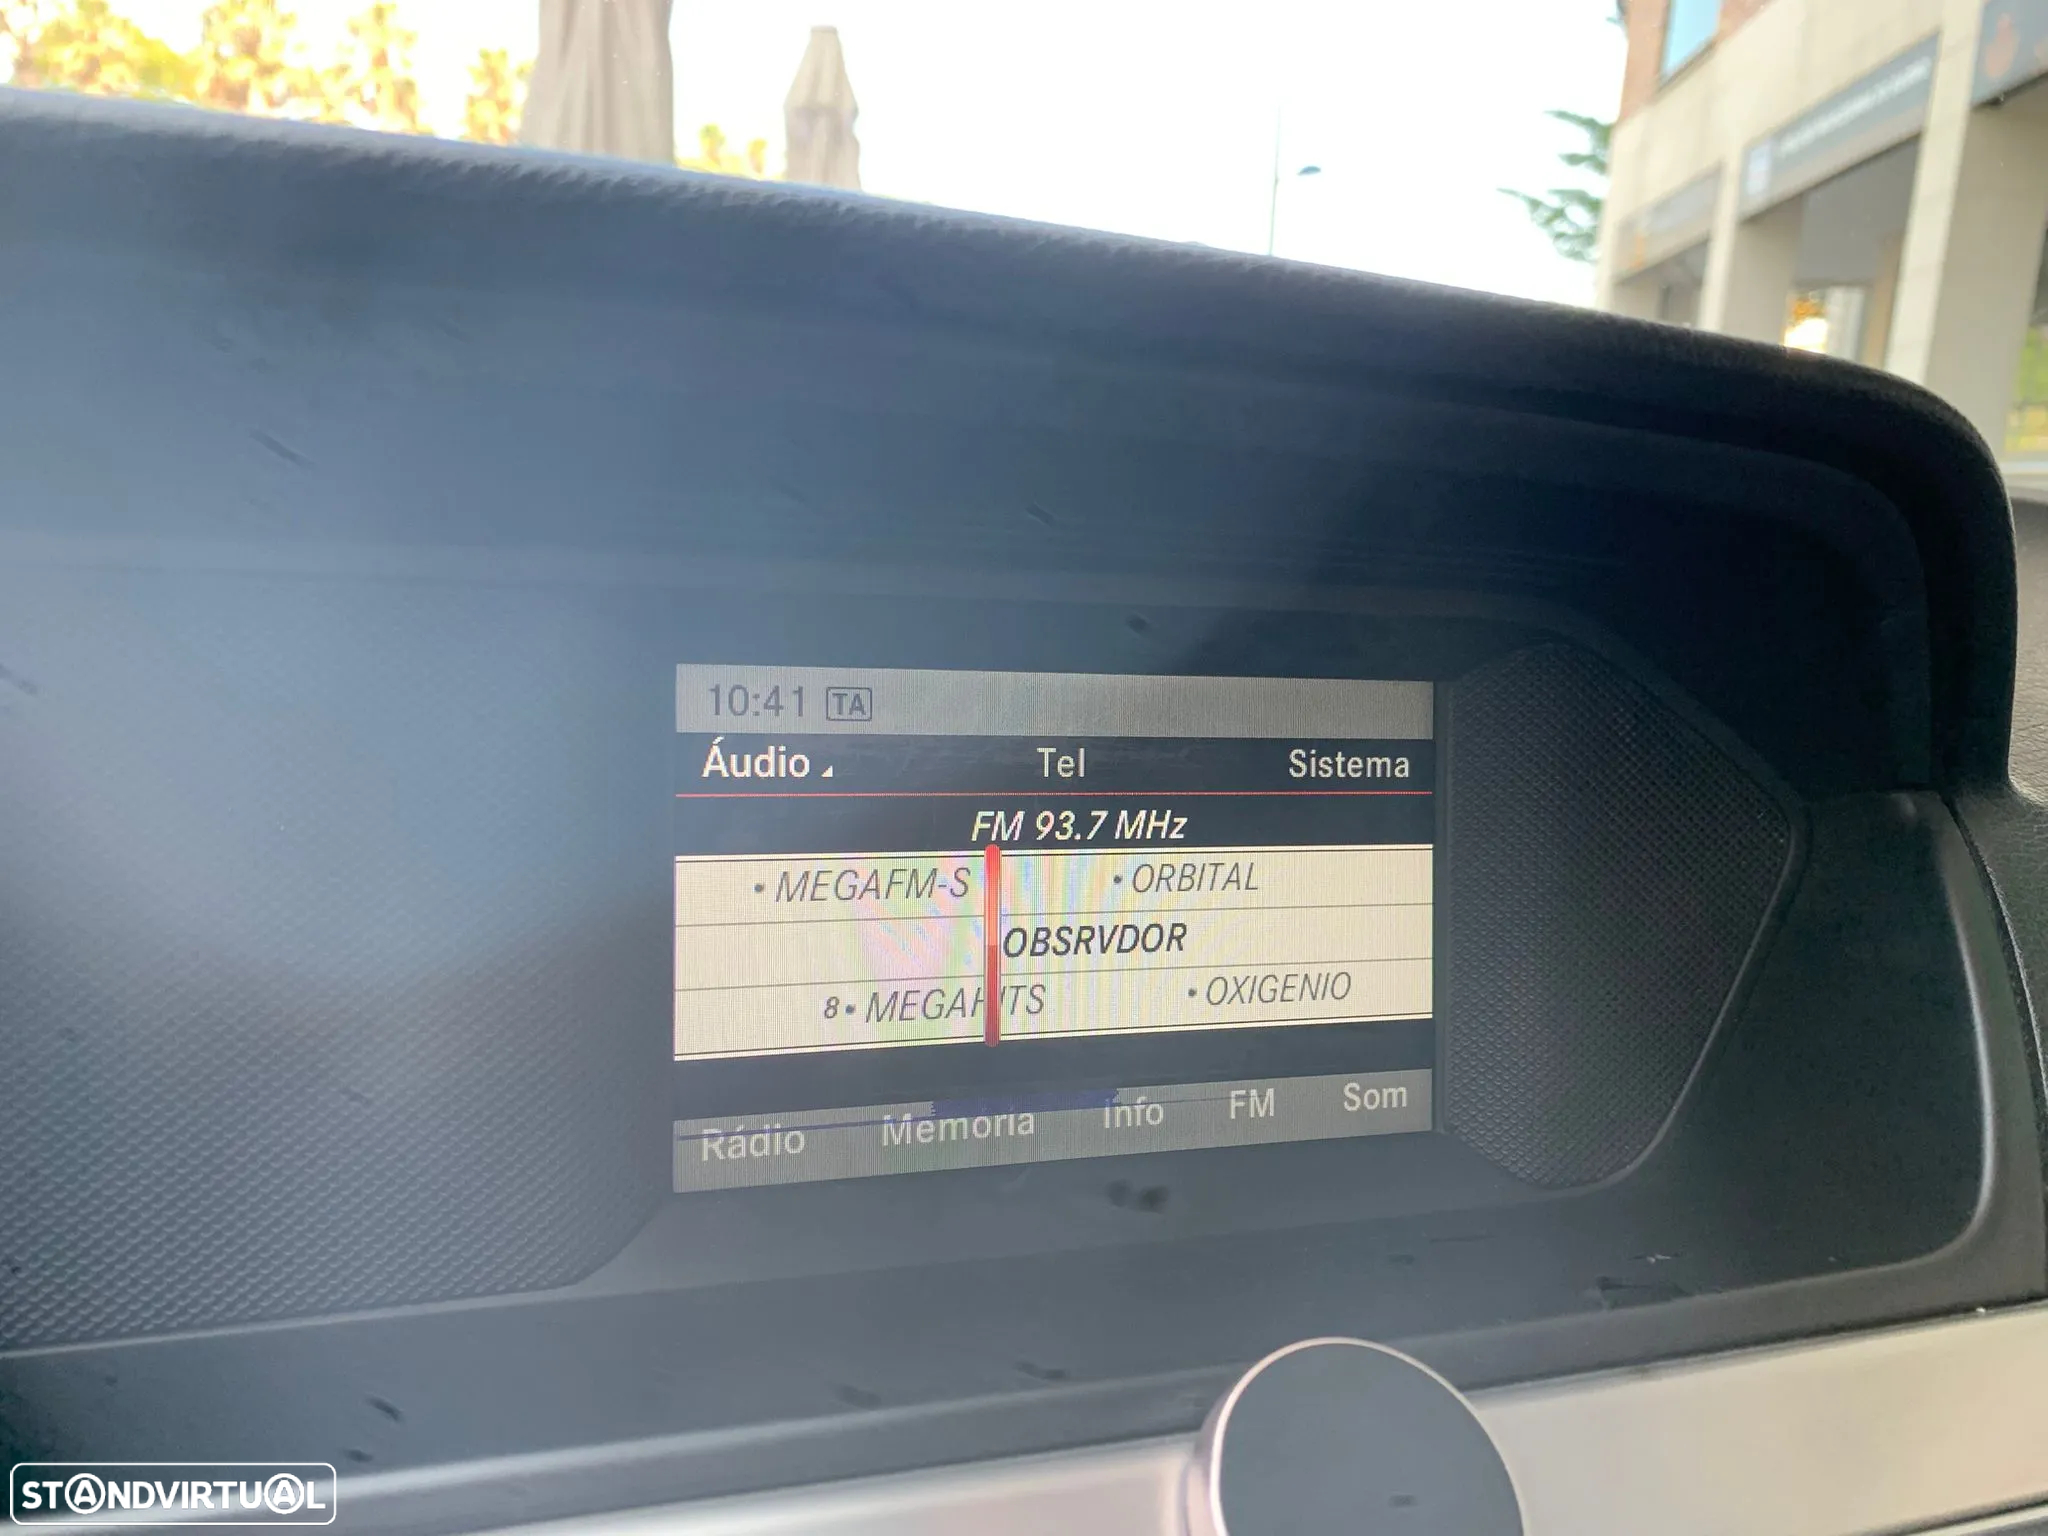 10:41 TA
Áudio Tel Sistema
FM 93.7 MHz
• MEGAFM-S • ORBITAL
OBSRVDOR
8 • MEGAHITS • OXIGENIO
Rádio Memória Info FM Som
STANDVIRTUAL